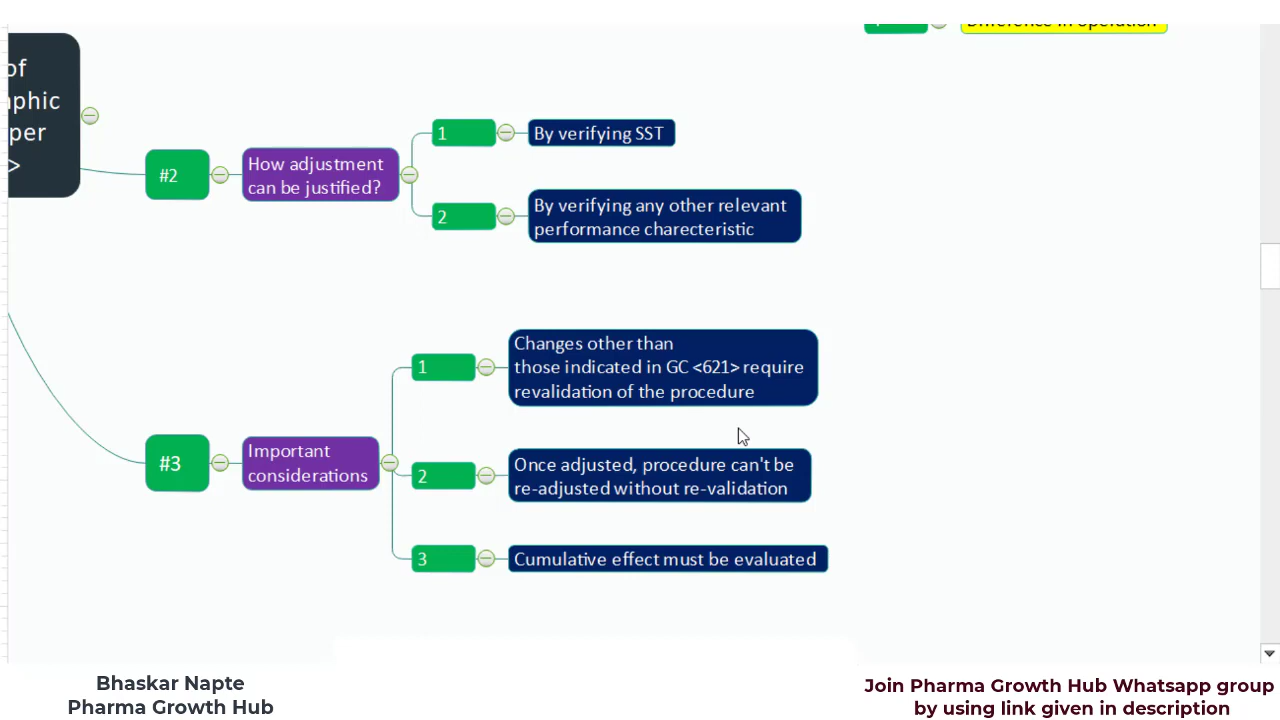 Difference in operation
of
aphic
per
>
#2
How adjustment
can be justified?
1
By verifying SST
2
By verifying any other relevant
performance charecteristic
#3
Important
considerations
1
Changes other than
those indicated in GC <621> require
revalidation of the procedure
2
Once adjusted, procedure can't be
re-adjusted without re-validation
3
Cumulative effect must be evaluated
Bhaskar Napte
Pharma Growth Hub
Join Pharma Growth Hub Whatsapp group
by using link given in description